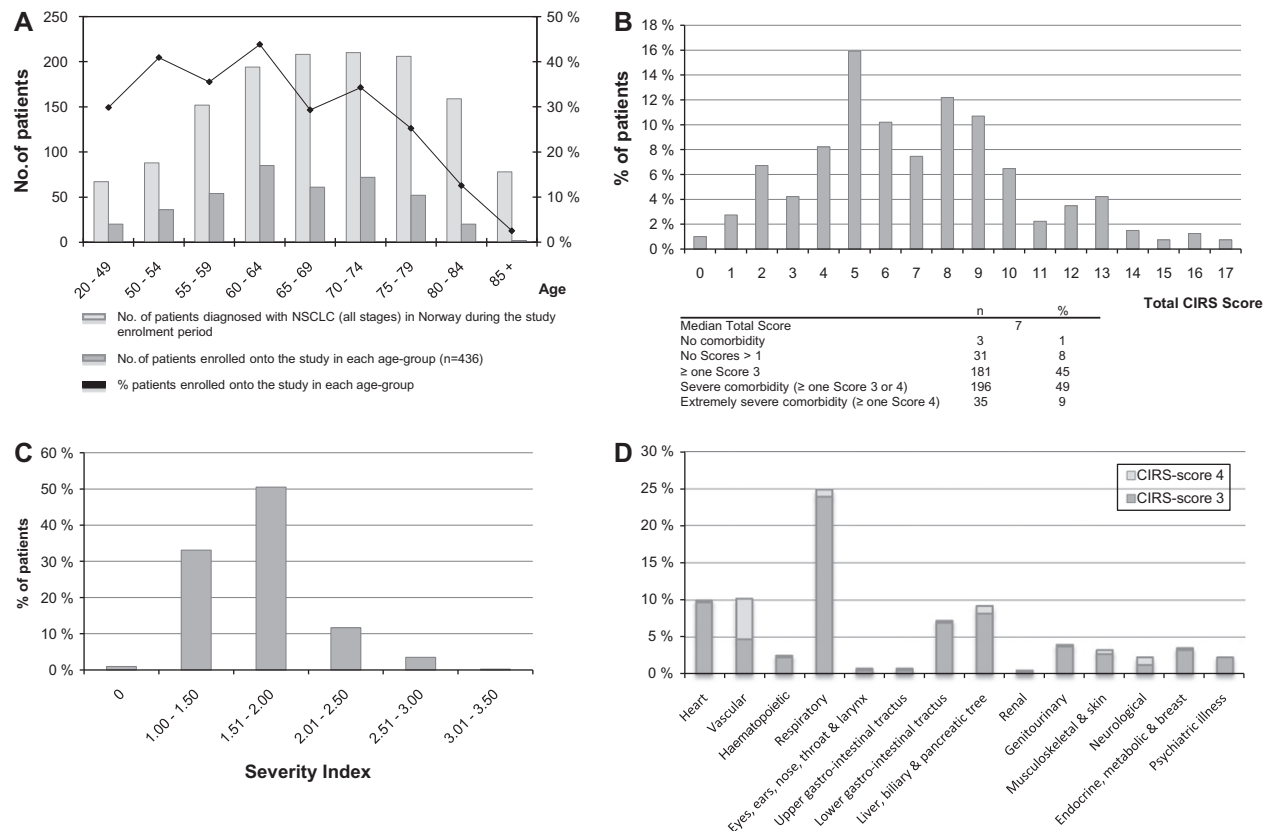 A
No. of patients
250
200
150
100
50
0
50 %
40 %
30 %
20 %
10 %
0 %
20 - 49
50 - 54
55 - 59
60 - 64
65 - 69
70 - 74
75 - 79
80 - 84
85 +
Age
No. of patients diagnosed with NSCLC (all stages) in Norway during the study
enrolment period
No. of patients enrolled onto the study in each age-group (n=436)
% patients enrolled onto the study in each age-group
B
% of patients
18 %
16 %
14 %
12 %
10 %
8 %
6 %
4 %
2 %
0 %
0 1 2 3 4 5 6 7 8 9 10 11 12 13 14 15 16 17
Total CIRS Score
n %
Median Total Score 7
No comorbidity 3 1
No Scores > 1 31 8
≥ one Score 3 181 45
Severe comorbidity (≥ one Score 3 or 4) 196 49
Extremely severe comorbidity (≥ one Score 4) 35 9
C
% of patients
60 %
50 %
40 %
30 %
20 %
10 %
0 %
0
1.00 - 1.50
1.51 - 2.00
2.01 - 2.50
2.51 - 3.00
3.01 - 3.50
Severity Index
D
30 %
25 %
20 %
15 %
10 %
5 %
0 %
CIRS-score 4
CIRS-score 3
Heart
Vascular
Haematopoietic
Respiratory
Eyes, ears, nose, throat & larynx
Upper gastro-intestinal tractus
Lower gastro-intestinal tractus
Liver, biliary & pancreatic tree
Renal
Genitourinary
Musculoskeletal & skin
Neurological
Endocrine, metabolic & breast
Psychiatric illness